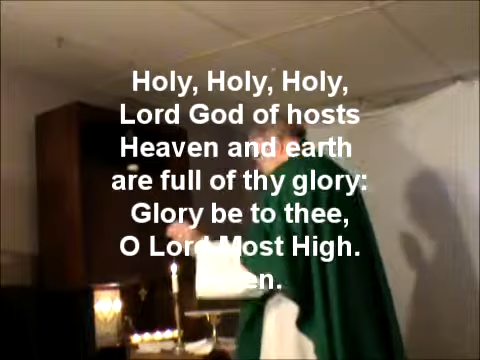 Holy, Holy, Holy,
Lord God of hosts
Heaven and earth
are full of thy glory:
Glory be to thee,
O Lord Most High.
Amen.